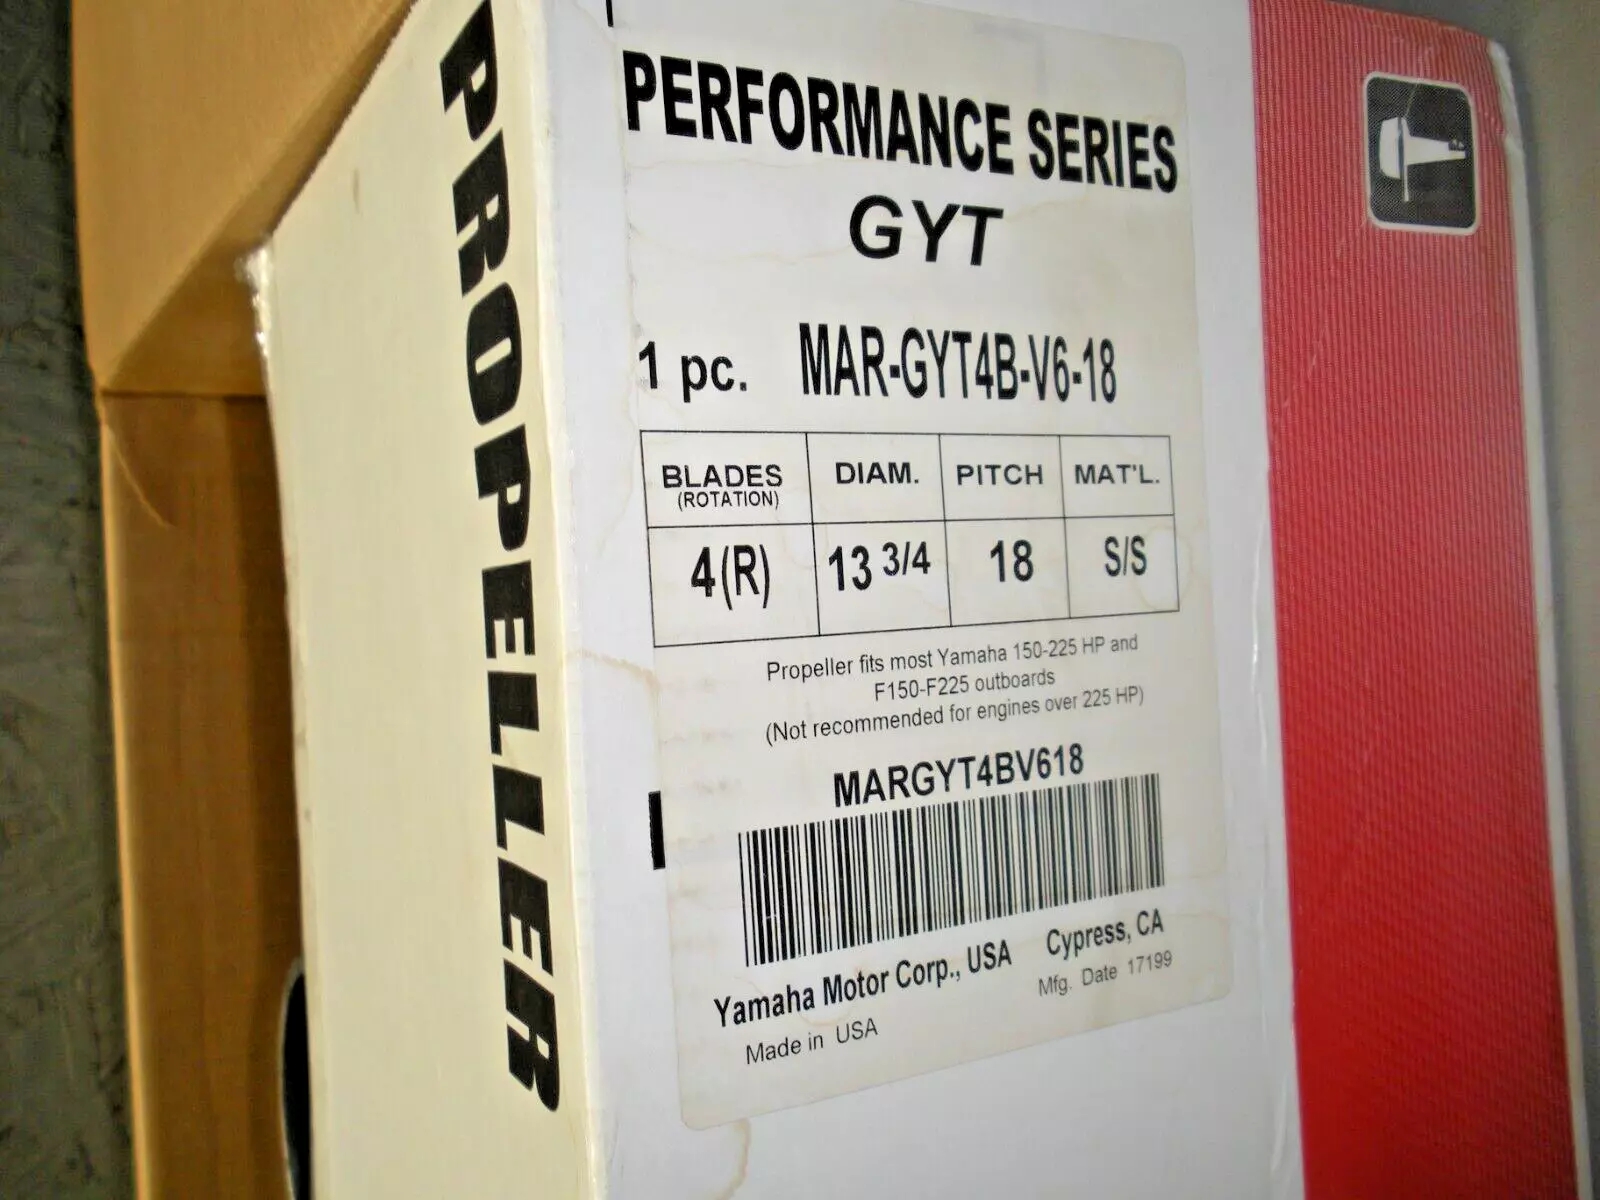 PROPELLER
PERFORMANCE SERIES
GYT
1 pc. MAR-GYT4B-V6-18
BLADES (ROTATION) DIAM. PITCH MAT'L.
4(R) 13 3/4 18 S/S
Propeller fits most Yamaha 150-225 HP and
F150-F225 outboards
(Not recommended for engines over 225 HP)
MARGYT4BV618
Yamaha Motor Corp., USA Cypress, CA
Mfg. Date 17199
Made in USA